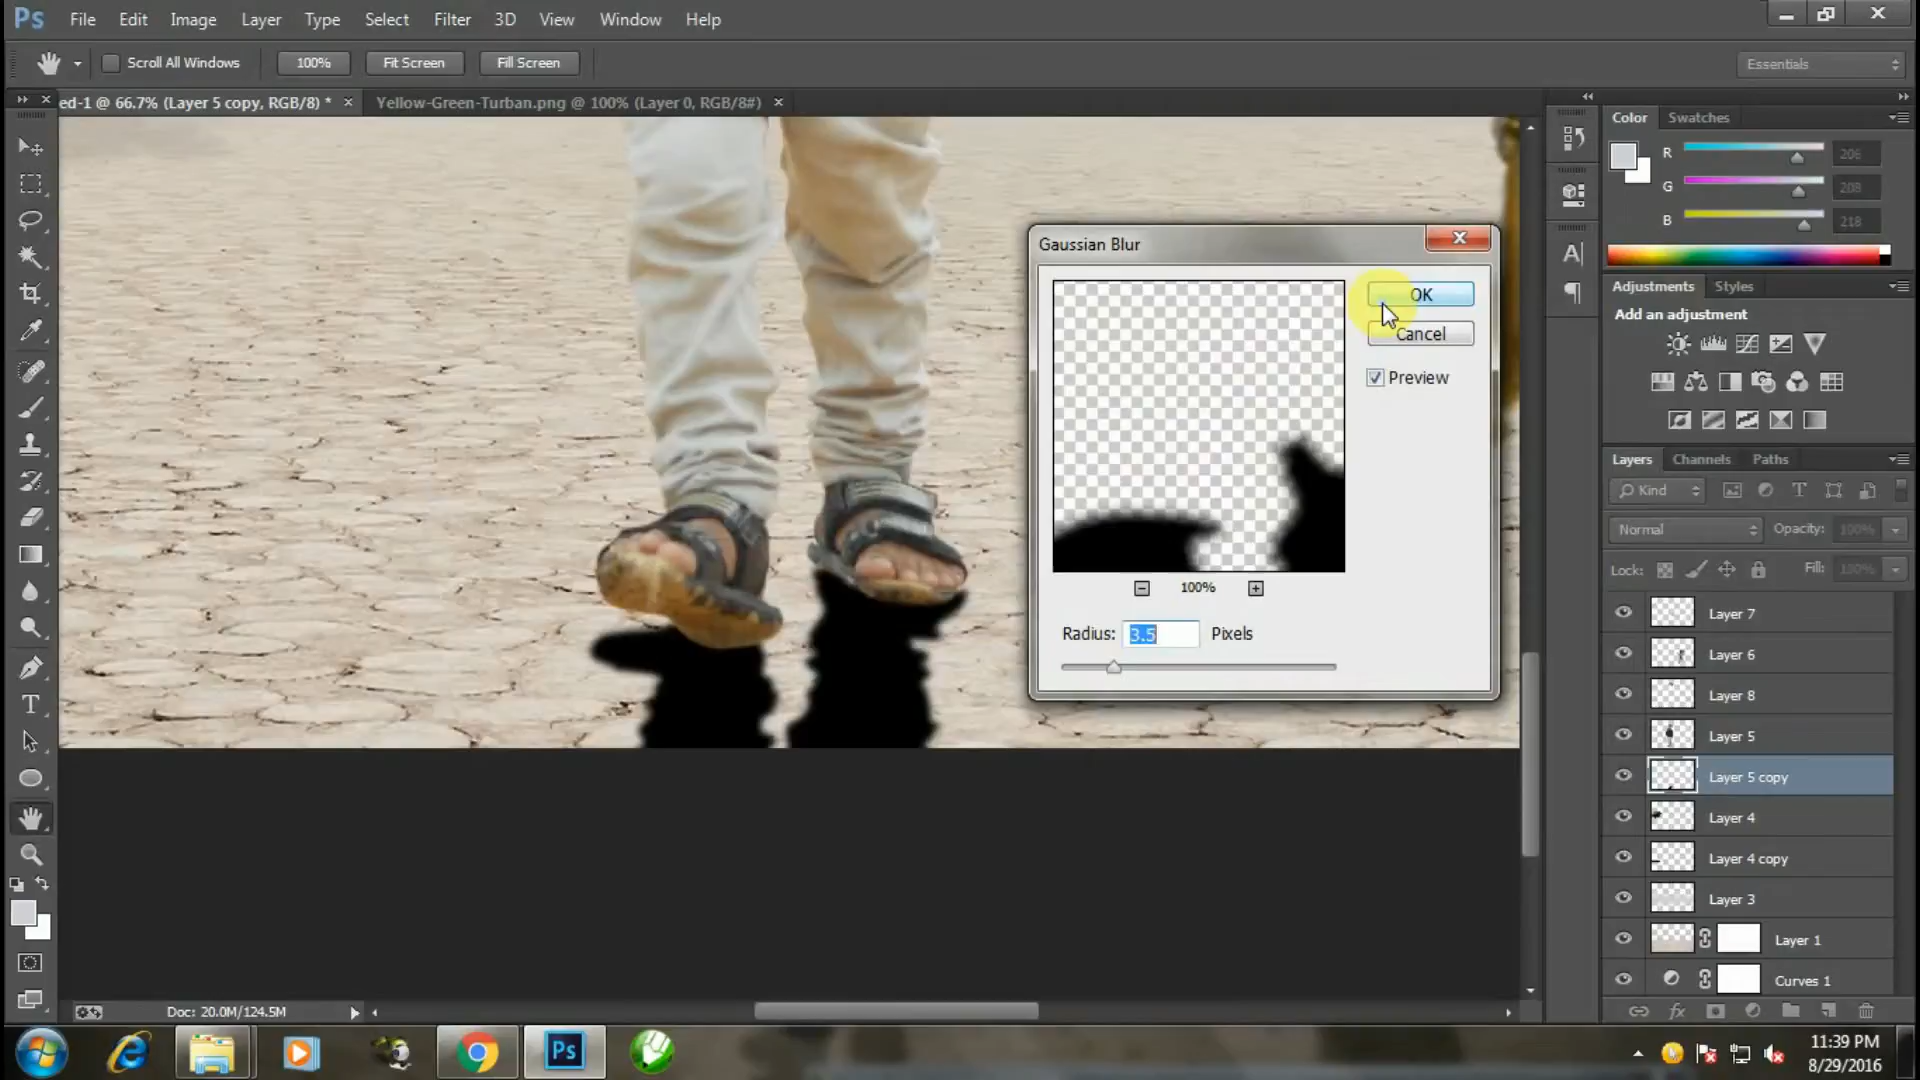 Ps File Edit Image Layer Type Select Filter 3D View Window Help
Scroll All Windows 100% Fit Screen Fill Screen Essentials
ed-1 @ 66.7% (Layer 5 copy, RGB/8) * Yellow-Green-Turban.png @ 100% (Layer 0, RGB/8#)
Color Swatches
R 206
G 208
B 218
Adjustments Styles
Add an adjustment
Gaussian Blur
OK
Cancel
Preview
100%
Radius: 3.5 Pixels
Layers Channels Paths
Kind
Normal Opacity: 100%
Lock: Fill: 100%
Layer 7
Layer 6
Layer 8
Layer 5
Layer 5 copy
Layer 4
Layer 4 copy
Layer 3
Layer 1
Curves 1
Doc: 20.0M/124.5M
Ps
11:39 PM
8/29/2016